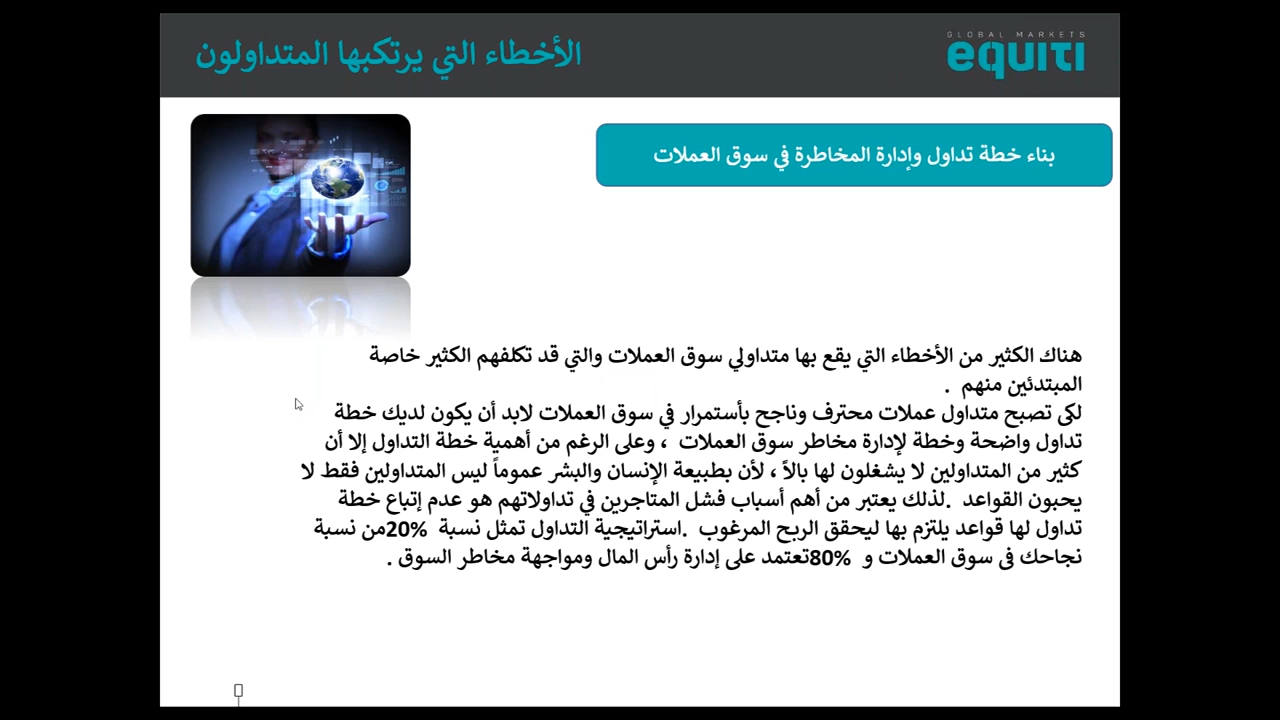 الأخطاء التي يرتكبها المتداولون
GLOBAL MARKETS
equiti
بناء خطة تداول وإدارة المخاطرة في سوق العملات
هناك الكثير من الأخطاء التي يقع بها متداولي سوق العملات والتي قد تكلفهم الكثير خاصة
المبتدئين منهم .
لكى تصبح متداول عملات محترف وناجح بأستمرار في سوق العملات لابد أن يكون لديك خطة
تداول واضحة وخطة لإدارة مخاطر سوق العملات ، وعلى الرغم من أهمية خطة التداول إلا أن
كثير من المتداولين لا يشغلون لها بالاً ، لأن بطبيعة الإنسان والبشر عموماً ليس المتداولين فقط لا
يحبون القواعد .لذلك يعتبر من أهم أسباب فشل المتاجرين في تداولاتهم هو عدم إتباع خطة
تداول لها قواعد يلتزم بها ليحقق الربح المرغوب .استراتيجية التداول تمثل نسبة 20%من نسبة
نجاحك فى سوق العملات و 80%تعتمد على إدارة رأس المال ومواجهة مخاطر السوق .